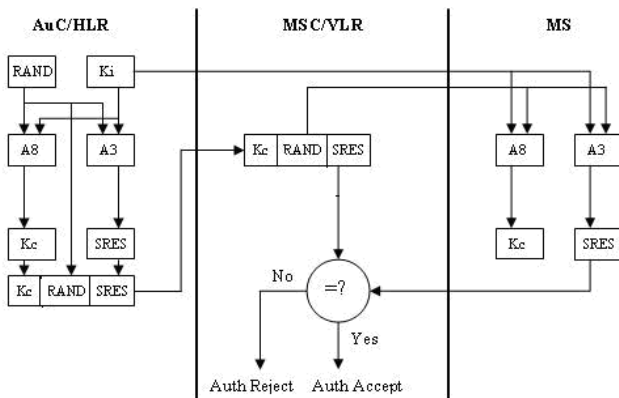 AuC/HLR MSC/VLR MS
RAND Ki
A8 A3 Kc RAND SRES A8 A3
Kc SRES Kc SRES
Kc RAND SRES No =?
Yes
Auth Reject Auth Accept